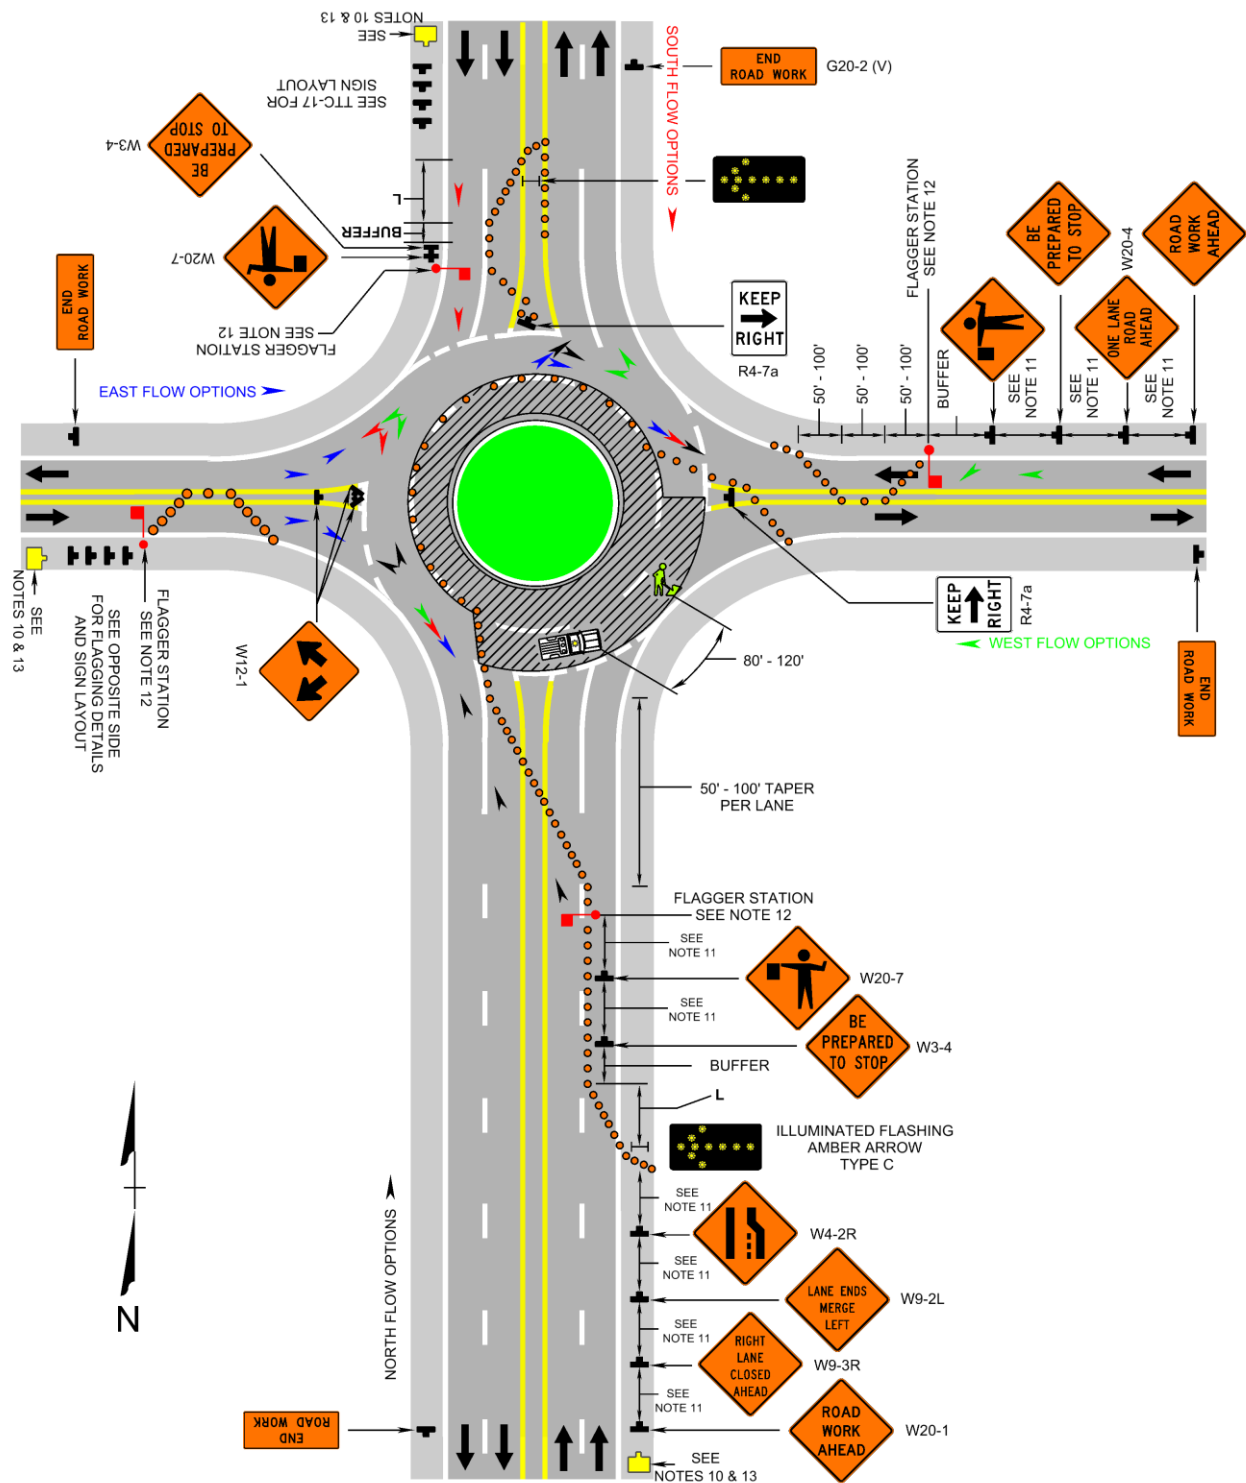 SEE
NOTES 10 & 13
SEE TTC-17 FOR
SIGN LAYOUT
BE
PREPARED
TO STOP
W3-4
L
BUFFER
W20-7
FLAGGER STATION
SEE NOTE 12
END
ROAD WORK
EAST FLOW OPTIONS
SOUTH FLOW OPTIONS
END
ROAD WORK
G20-2 (V)
KEEP
RIGHT
R4-7a
FLAGGER STATION
SEE NOTE 12
BE
PREPARED
TO STOP
W20-4
ONE LANE
ROAD
AHEAD
ROAD
WORK
AHEAD
50' - 100'
50' - 100'
50' - 100'
BUFFER
SEE
NOTE 11
SEE
NOTE 11
SEE
NOTE 11
SEE
NOTES 10 & 13
SEE OPPOSITE SIDE
FOR FLAGGING DETAILS
AND SIGN LAYOUT
FLAGGER STATION
SEE NOTE 12
W12-1
KEEP
RIGHT
R4-7a
WEST FLOW OPTIONS
END
ROAD WORK
80' - 120'
50' - 100' TAPER
PER LANE
FLAGGER STATION
SEE NOTE 12
SEE
NOTE 11
W20-7
SEE
NOTE 11
BE
PREPARED
TO STOP
W3-4
BUFFER
L
ILLUMINATED FLASHING
AMBER ARROW
TYPE C
SEE
NOTE 11
W4-2R
SEE
NOTE 11
LANE ENDS
MERGE
LEFT
W9-2L
SEE
NOTE 11
RIGHT
LANE
CLOSED
AHEAD
W9-3R
SEE
NOTE 11
ROAD
WORK
AHEAD
W20-1
SEE
NOTES 10 & 13
NORTH FLOW OPTIONS
END
ROAD WORK
N